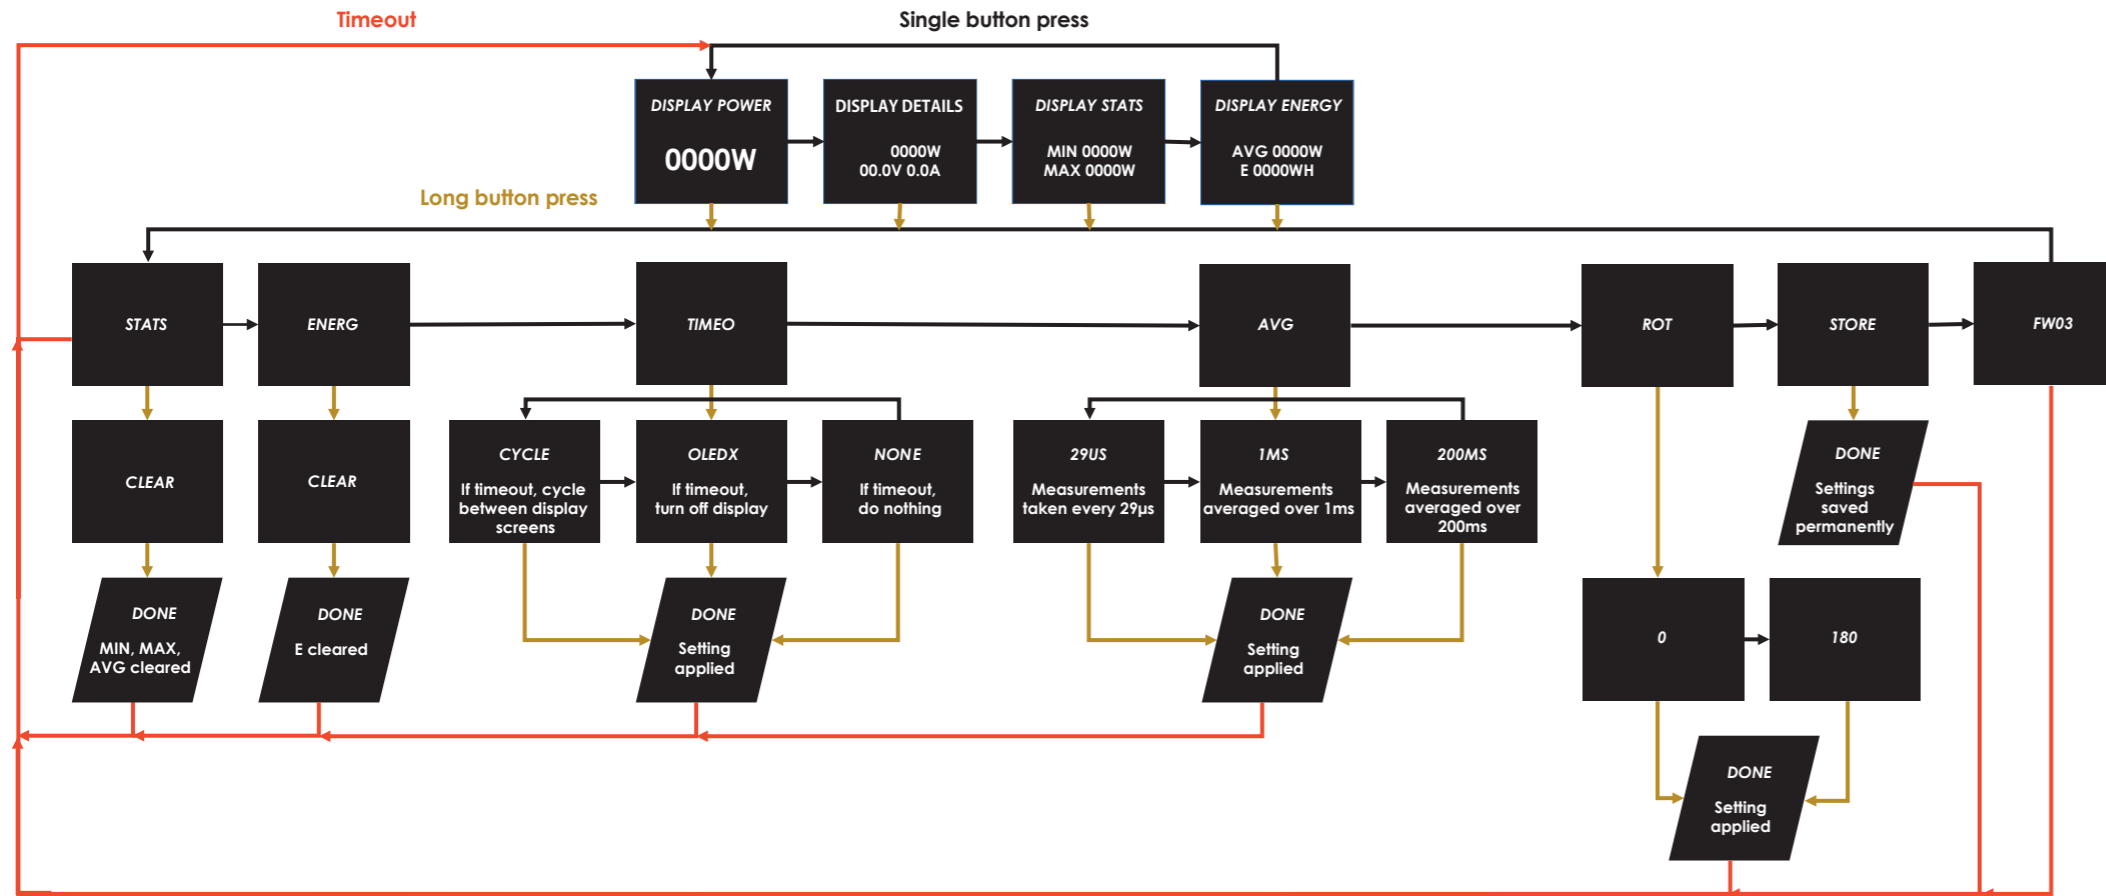 Timeout
Single button press
DISPLAY POWER
0000W
DISPLAY DETAILS
0000W
00.0V 0.0A
DISPLAY STATS
MIN 0000W
MAX 0000W
DISPLAY ENERGY
AVG 0000W
E 0000WH
Long button press
STATS
ENERG
TIMEO
AVG
ROT
STORE
FW03
CLEAR
CLEAR
CYCLE
If timeout, cycle
between display
screens
OLEDX
If timeout,
turn off display
NONE
If timeout,
do nothing
29US
Measurements
taken every 29µs
1MS
Measurements
averaged over 1ms
200MS
Measurements
averaged over
200ms
DONE
Settings
saved
permanently
DONE
MIN, MAX,
AVG cleared
DONE
E cleared
DONE
Setting
applied
DONE
Setting
applied
0
180
DONE
Setting
applied